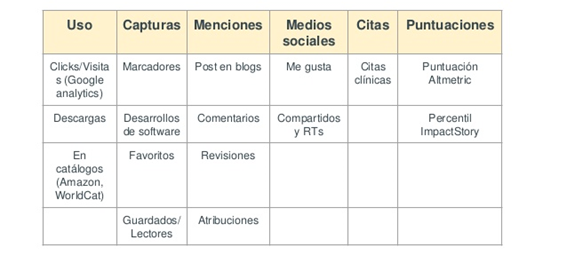 Uso Capturas Menciones Medios Citas Puntuaciones
sociales
Clicks/Visita Marcadores Post en blogs Me gusta Citas Puntuación
s (Google clínicas Altmetric
analytics)
Descargas Desarrollos Comentarios Compartidos Percentil
de software y RTs ImpactStory
En Favoritos Revisiones
catálogos
(Amazon,
WorldCat)
Guardados/ Atribuciones
Lectores